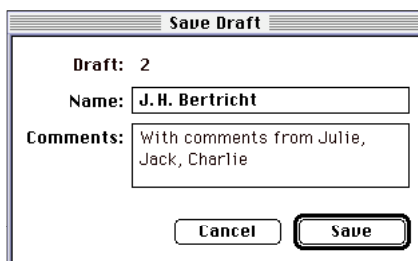 Save Draft
Draft: 2
Name: J. H. Bertricht
Comments: With comments from Julie,
Jack, Charlie
Cancel Save